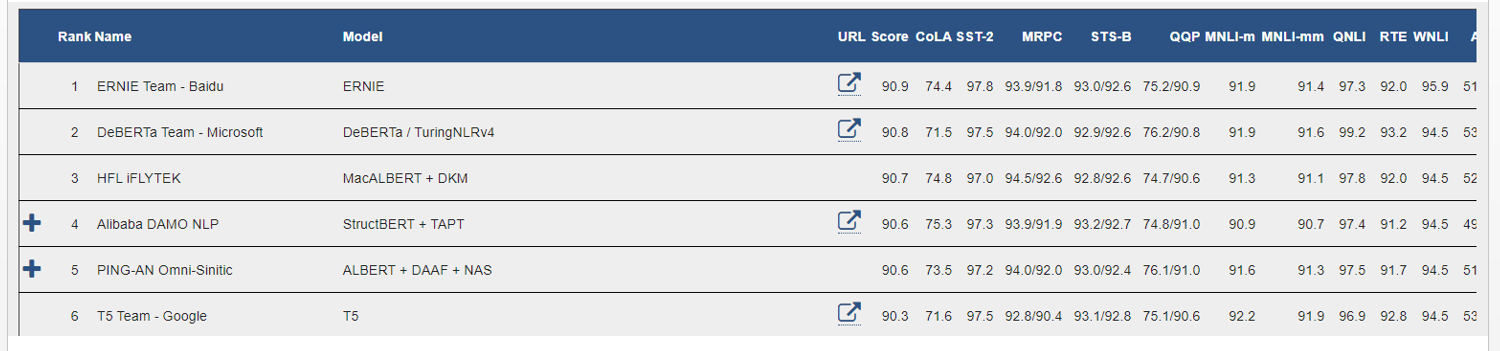 Rank Name Model URL Score CoLA SST-2 MRPC STS-B QQP MNLI-m MNLI-mm QNLI RTE WNLI A
1 ERNIE Team - Baidu ERNIE 90.9 74.4 97.8 93.9/91.8 93.0/92.6 75.2/90.9 91.9 91.4 97.3 92.0 95.9 51
2 DeBERTa Team - Microsoft DeBERTa / TuringNLRv4 90.8 71.5 97.5 94.0/92.0 92.9/92.6 76.2/90.8 91.9 91.6 99.2 93.2 94.5 53
3 HFL iFLYTEK MacALBERT + DKM 90.7 74.8 97.0 94.5/92.6 92.8/92.6 74.7/90.6 91.3 91.1 97.8 92.0 94.5 52
4 Alibaba DAMO NLP StructBERT + TAPT 90.6 75.3 97.3 93.9/91.9 93.2/92.7 74.8/91.0 90.9 90.7 97.4 91.2 94.5 49
5 PING-AN Omni-Sinitic ALBERT + DAAF + NAS 90.6 73.5 97.2 94.0/92.0 93.0/92.4 76.1/91.0 91.6 91.3 97.5 91.7 94.5 51
6 T5 Team - Google T5 90.3 71.6 97.5 92.8/90.4 93.1/92.8 75.1/90.6 92.2 91.9 96.9 92.8 94.5 53